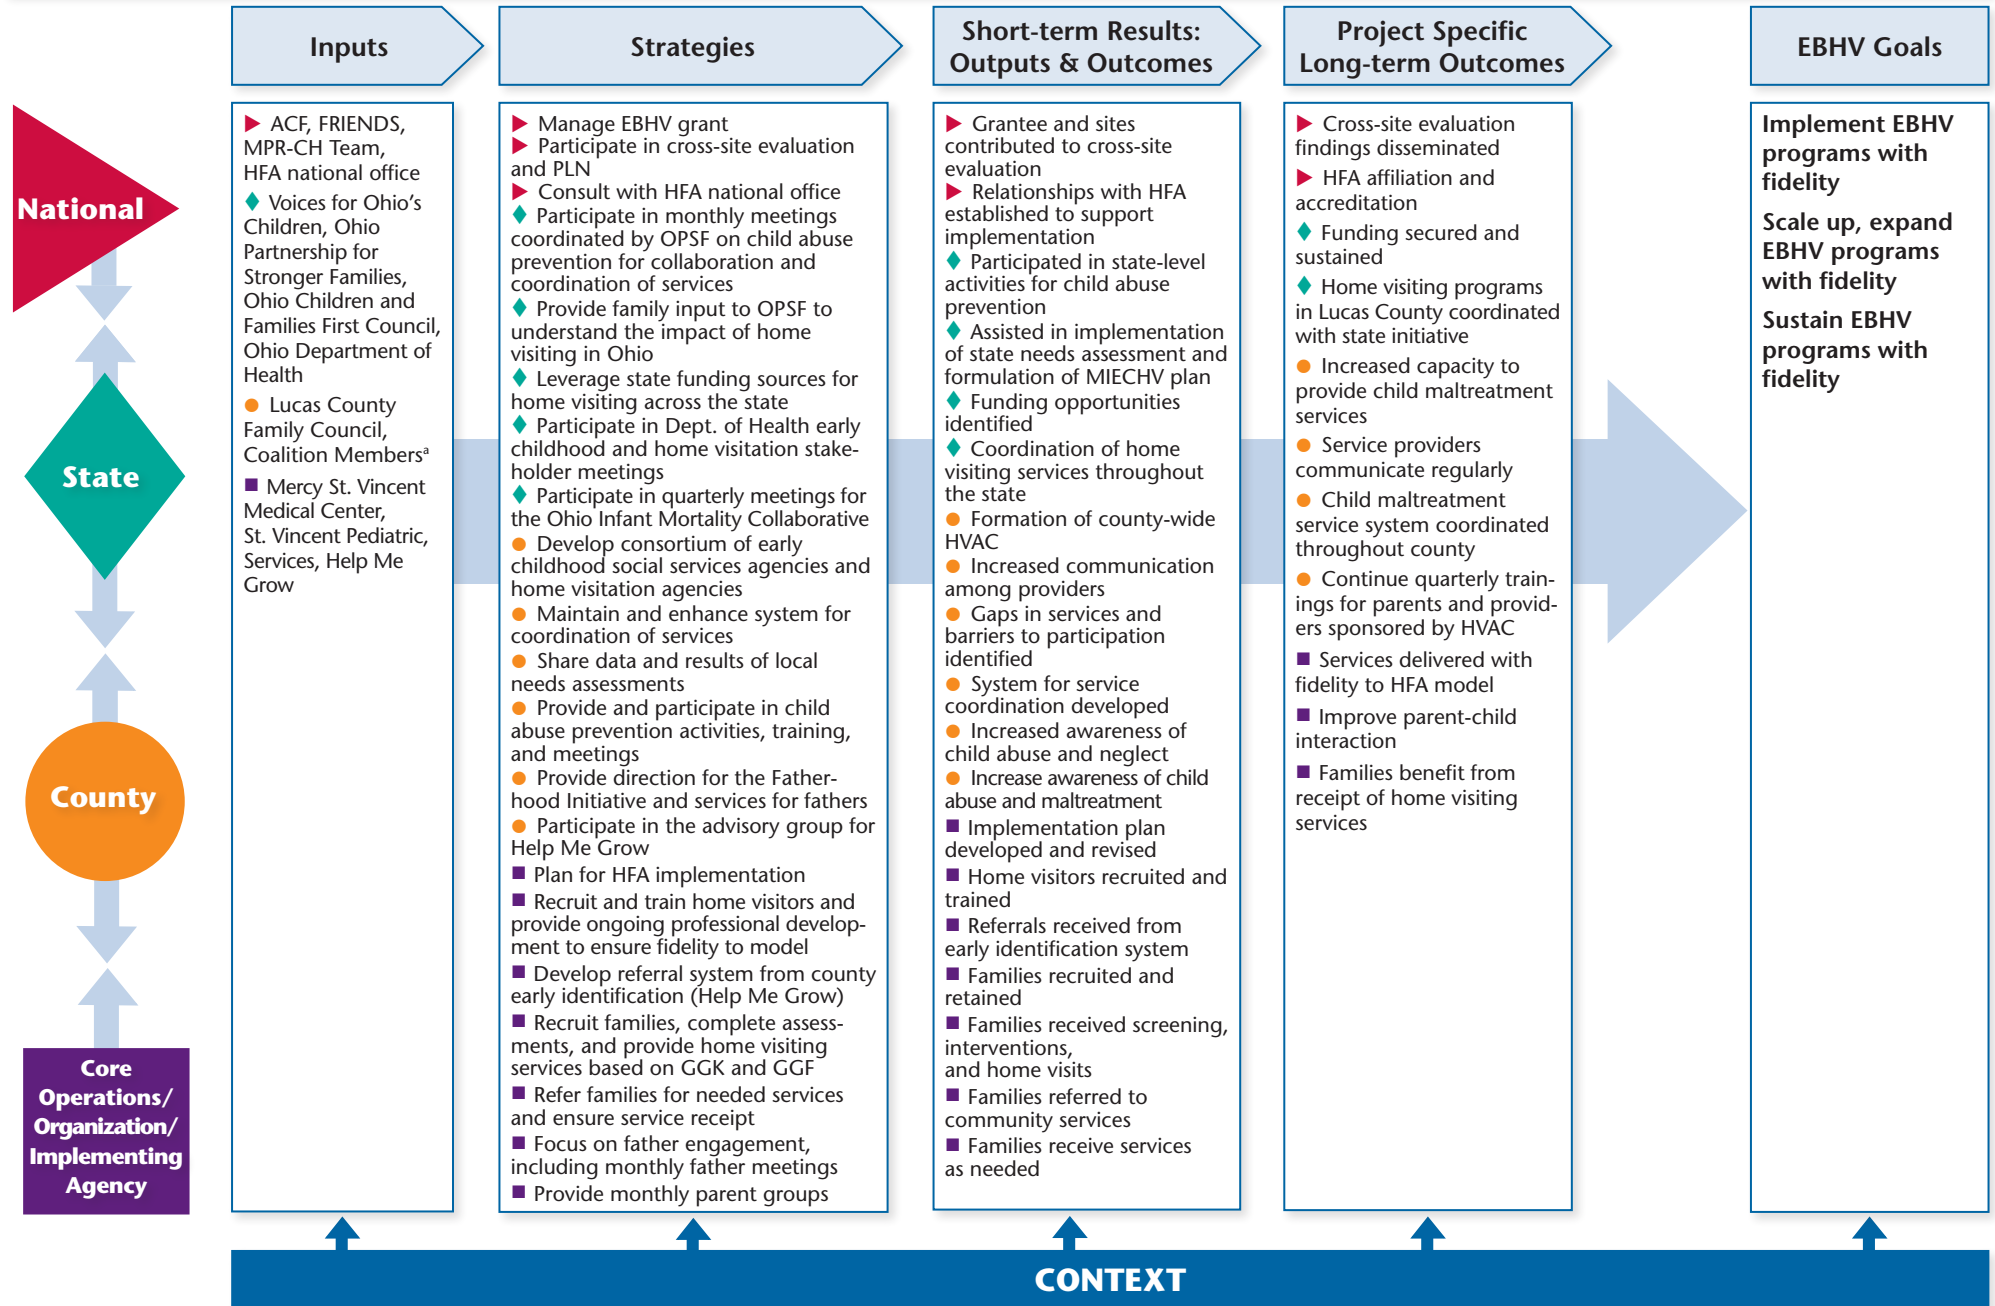 Inputs
Strategies
Short-term Results:
Outputs & Outcomes
Project Specific
Long-term Outcomes
EBHV Goals
National
State
County
Core
Operations/
Organization/
Implementing
Agency
▶ ACF, FRIENDS,
MPR-CH Team,
HFA national office
♦ Voices for Ohio’s
Children, Ohio
Partnership for
Stronger Families,
Ohio Children and
Families First Council,
Ohio Department of
Health
● Lucas County
Family Council,
Coalition Membersᵃ
■ Mercy St. Vincent
Medical Center,
St. Vincent Pediatric,
Services, Help Me
Grow
▶ Manage EBHV grant
▶ Participate in cross-site evaluation
and PLN
▶ Consult with HFA national office
♦ Participate in monthly meetings
coordinated by OPSF on child abuse
prevention for collaboration and
coordination of services
♦ Provide family input to OPSF to
understand the impact of home
visiting in Ohio
♦ Leverage state funding sources for
home visiting across the state
♦ Participate in Dept. of Health early
childhood and home visitation stake-
holder meetings
♦ Participate in quarterly meetings for
the Ohio Infant Mortality Collaborative
● Develop consortium of early
childhood social services agencies and
home visitation agencies
● Maintain and enhance system for
coordination of services
● Share data and results of local
needs assessments
● Provide and participate in child
abuse prevention activities, training,
and meetings
● Provide direction for the Father-
hood Initiative and services for fathers
● Participate in the advisory group for
Help Me Grow
■ Plan for HFA implementation
■ Recruit and train home visitors and
provide ongoing professional develop-
ment to ensure fidelity to model
■ Develop referral system from county
early identification (Help Me Grow)
■ Recruit families, complete assess-
ments, and provide home visiting
services based on GGK and GGF
■ Refer families for needed services
and ensure service receipt
■ Focus on father engagement,
including monthly father meetings
■ Provide monthly parent groups
▶ Grantee and sites
contributed to cross-site
evaluation
▶ Relationships with HFA
established to support
implementation
♦ Participated in state-level
activities for child abuse
prevention
♦ Assisted in implementation
of state needs assessment and
formulation of MIECHV plan
♦ Funding opportunities
identified
♦ Coordination of home
visiting services throughout
the state
● Formation of county-wide
HVAC
● Increased communication
among providers
● Gaps in services and
barriers to participation
identified
● System for service
coordination developed
● Increased awareness of
child abuse and neglect
● Increase awareness of child
abuse and maltreatment
■ Implementation plan
developed and revised
■ Home visitors recruited and
trained
■ Referrals received from
early identification system
■ Families recruited and
retained
■ Families received screening,
interventions,
and home visits
■ Families referred to
community services
■ Families receive services
as needed
▶ Cross-site evaluation
findings disseminated
▶ HFA affiliation and
accreditation
♦ Funding secured and
sustained
♦ Home visiting programs
in Lucas County coordinated
with state initiative
● Increased capacity to
provide child maltreatment
services
● Service providers
communicate regularly
● Child maltreatment
service system coordinated
throughout county
● Continue quarterly train-
ings for parents and provid-
ers sponsored by HVAC
■ Services delivered with
fidelity to HFA model
■ Improve parent-child
interaction
■ Families benefit from
receipt of home visiting
services
Implement EBHV
programs with
fidelity
Scale up, expand
EBHV programs
with fidelity
Sustain EBHV
programs with
fidelity
CONTEXT